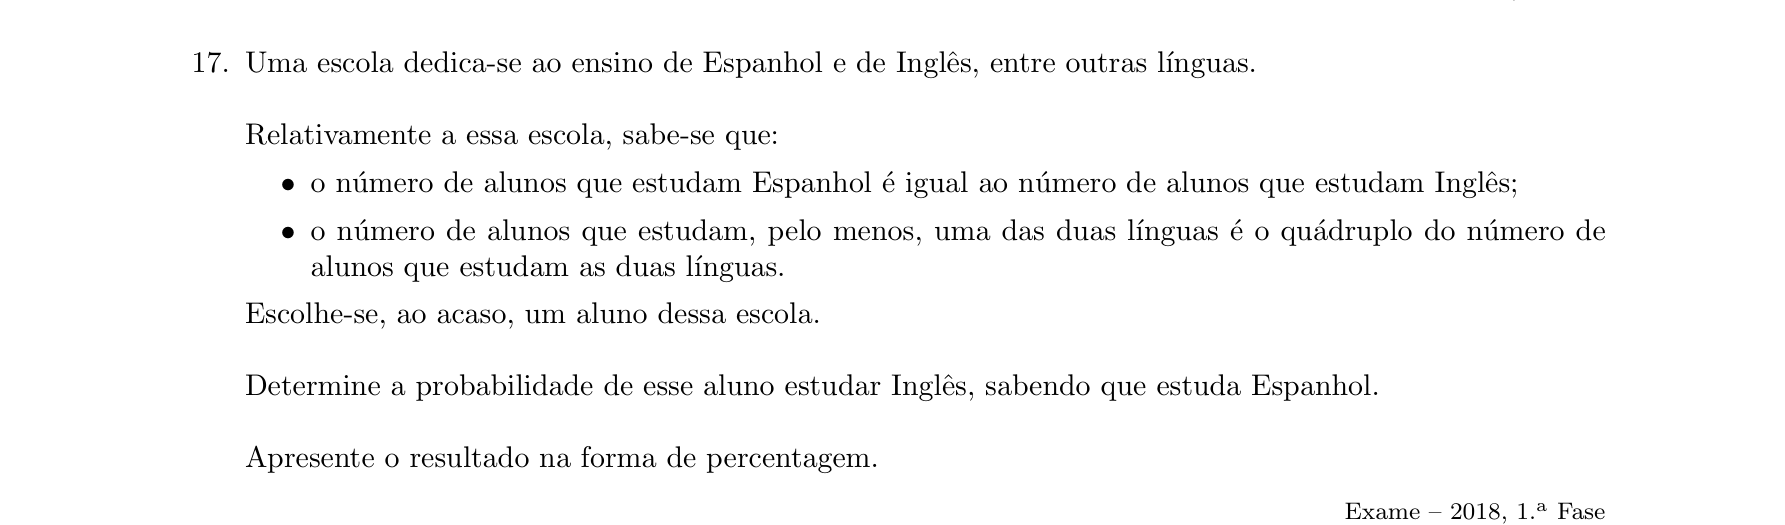 17. Uma escola dedica-se ao ensino de Espanhol e de Inglês, entre outras línguas.
Relativamente a essa escola, sabe-se que:
• o número de alunos que estudam Espanhol é igual ao número de alunos que estudam Inglês;
• o número de alunos que estudam, pelo menos, uma das duas línguas é o quádruplo do número de
alunos que estudam as duas línguas.
Escolhe-se, ao acaso, um aluno dessa escola.
Determine a probabilidade de esse aluno estudar Inglês, sabendo que estuda Espanhol.
Apresente o resultado na forma de percentagem.
Exame – 2018, 1.ª Fase